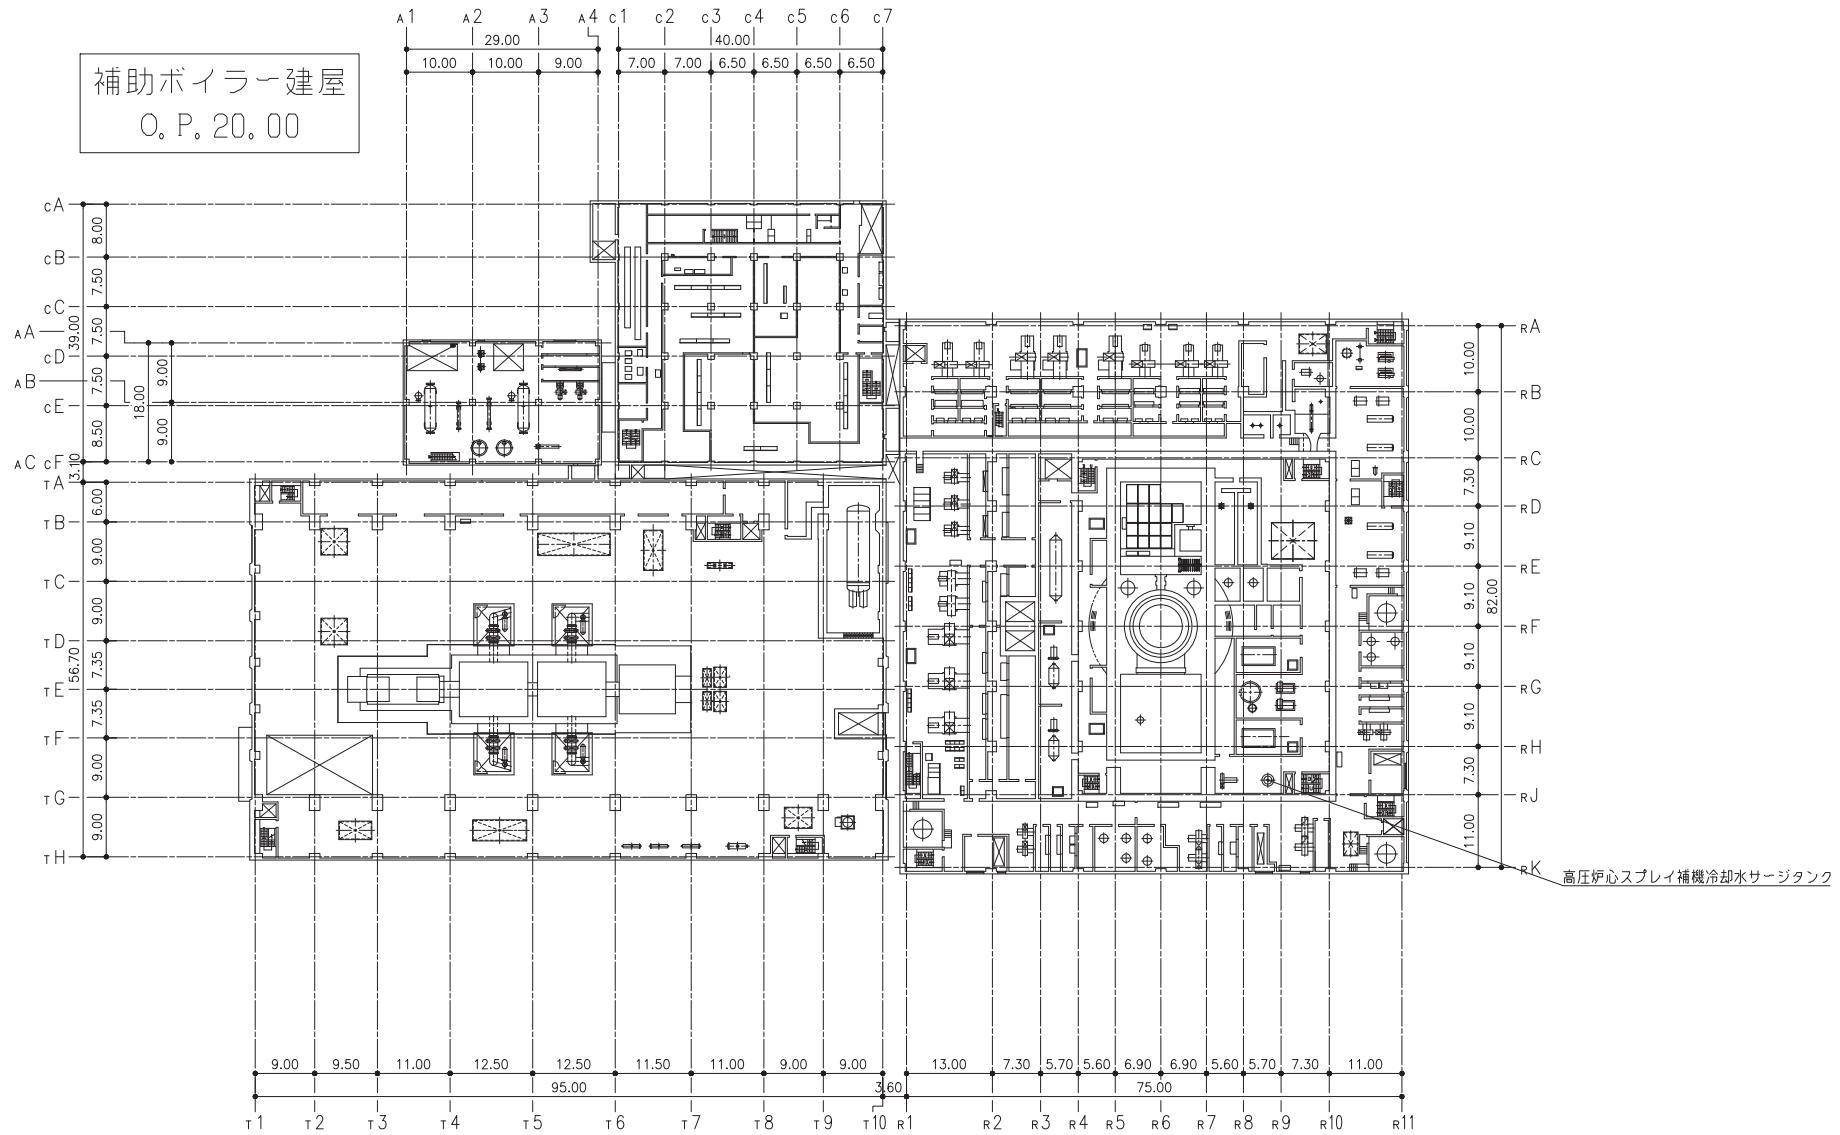 A1 A2 A3 A4 C1 C2 C3 C4 C5 C6 C7
29.00 40.00
10.00 10.00 9.00 7.00 7.00 6.50 6.50 6.50 6.50
補助ボイラー建屋
O.P.20.00
CA
8.00
CB
7.50
CC
7.50
AA
39.00
CD
7.50
AB
CE
8.50
AC CF
18.00
9.00
9.00
3.10
TA
6.00
TB
9.00
TC
9.00
TD
7.35
56.70
TE
7.35
TF
9.00
TG
9.00
TH
RA
10.00
RB
10.00
RC
7.30
RD
9.10
RE
9.10
82.00
RF
9.10
RG
9.10
RH
7.30
RJ
11.00
RK
高圧炉心スプレイ補機冷却水サージタンク
9.00 9.50 11.00 12.50 12.50 11.50 11.00 9.00 9.00 13.00 7.30 5.70 5.60 6.90 6.90 5.60 5.70 7.30 11.00
95.00 3.60 75.00
T1 T2 T3 T4 T5 T6 T7 T8 T9 T10 R1 R2 R3 R4 R5 R6 R7 R8 R9 R10 R11